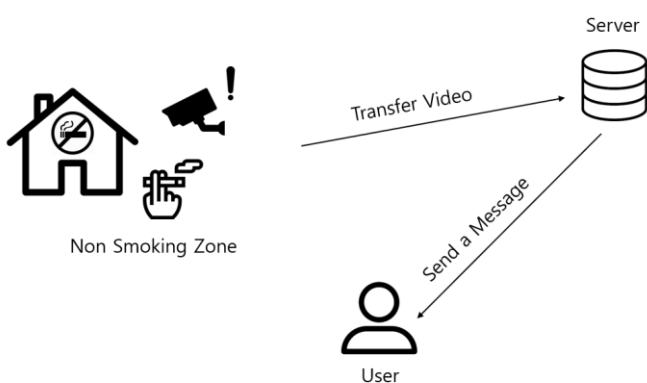 Server
Transfer Video
Non Smoking Zone
Send a Message
User